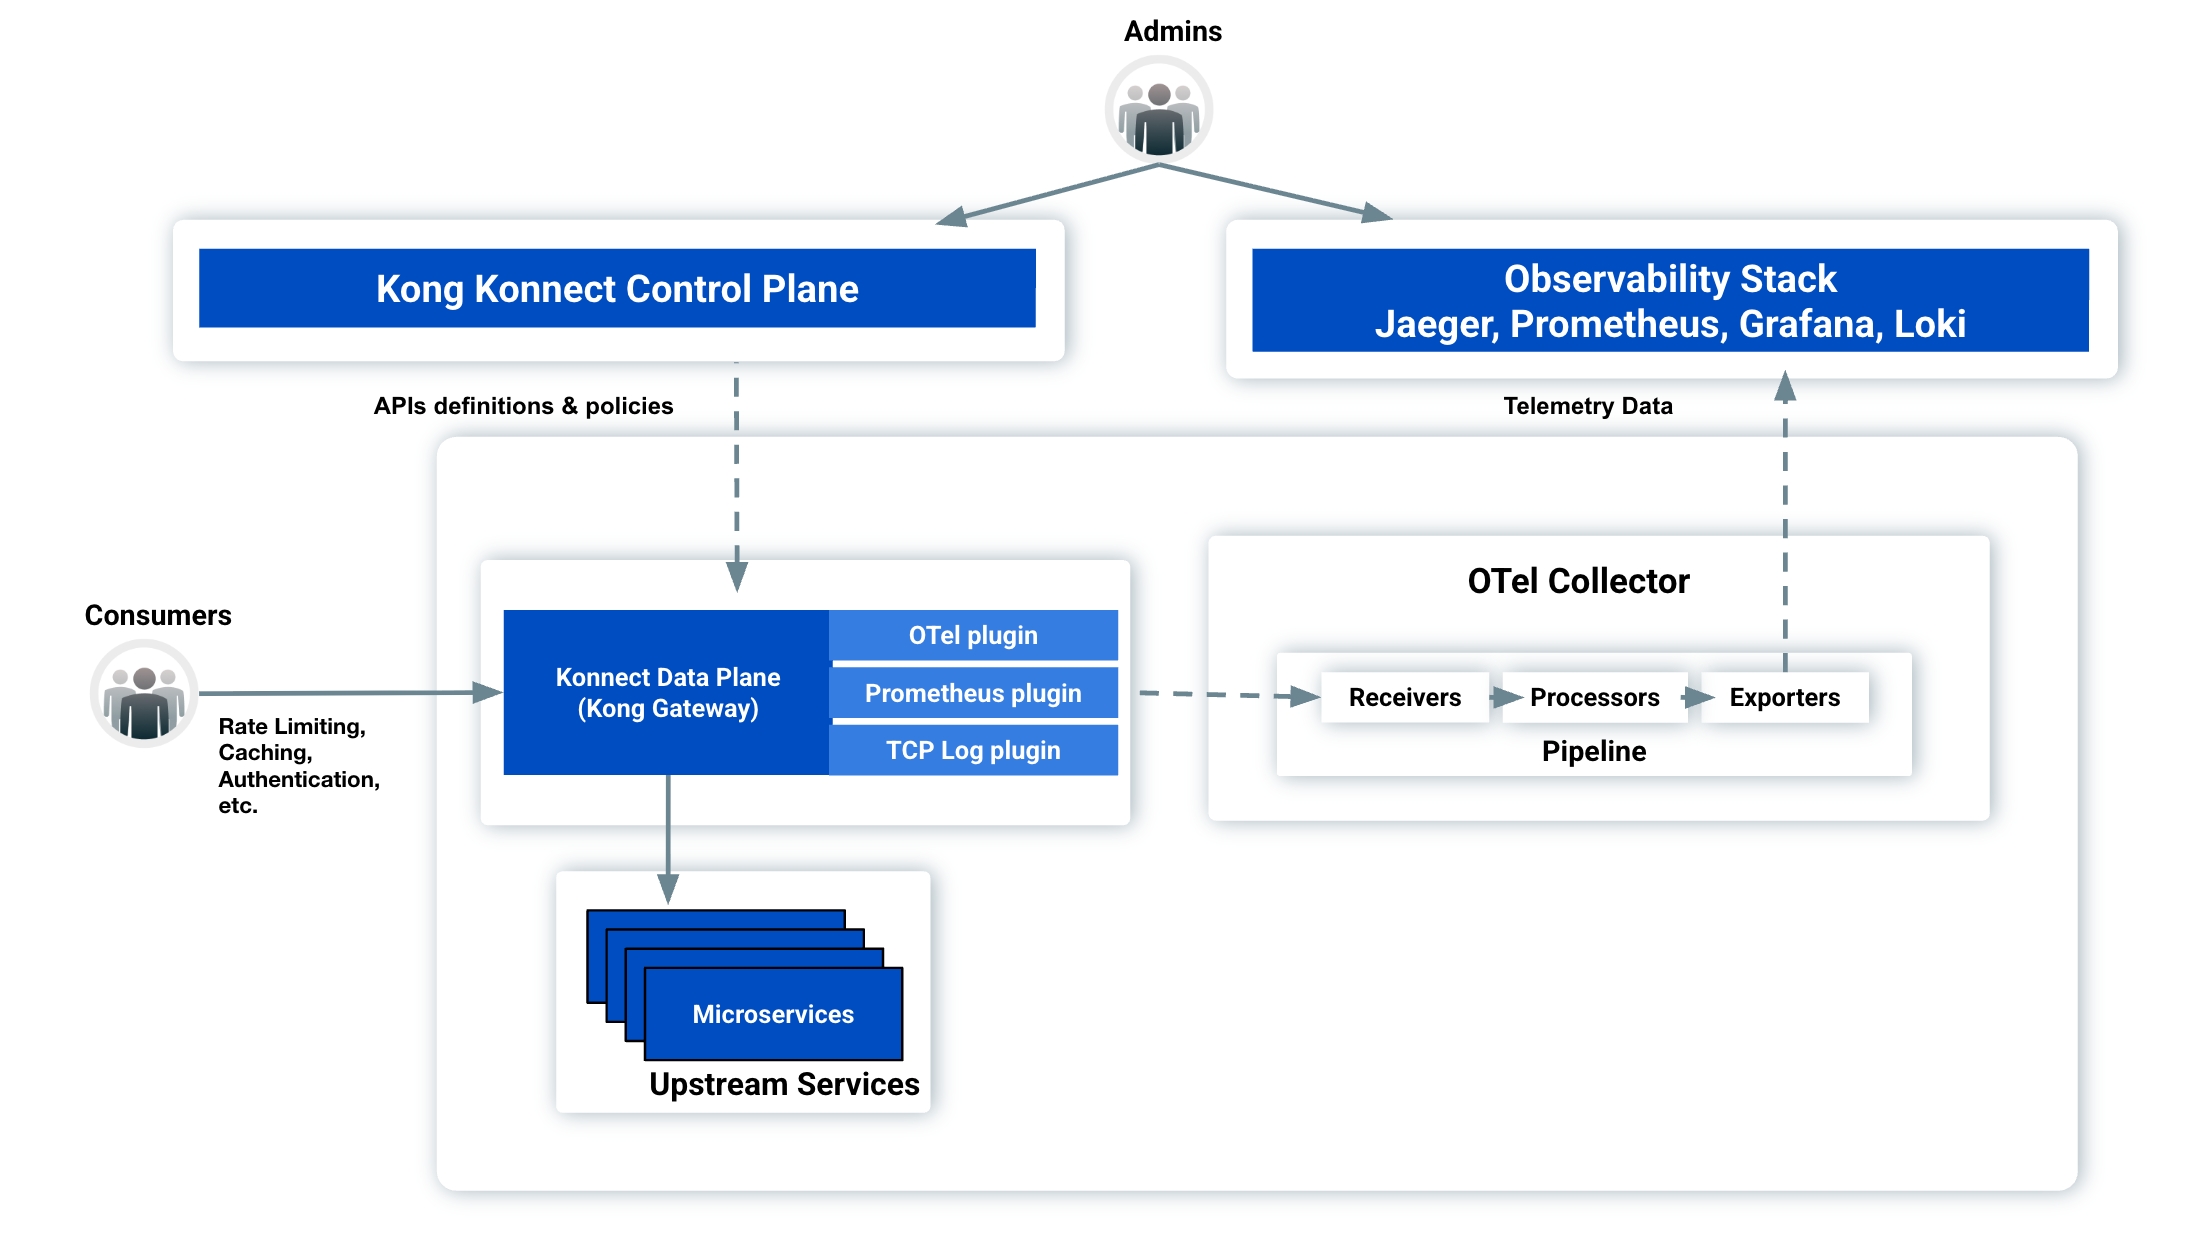 Admins
Kong Konnect Control Plane
Observability Stack
Jaeger, Prometheus, Grafana, Loki
APIs definitions & policies
Telemetry Data
Consumers
Rate Limiting,
Caching,
Authentication,
etc.
Konnect Data Plane
(Kong Gateway)
OTel plugin
Prometheus plugin
TCP Log plugin
OTel Collector
Receivers
Processors
Exporters
Pipeline
Microservices
Upstream Services